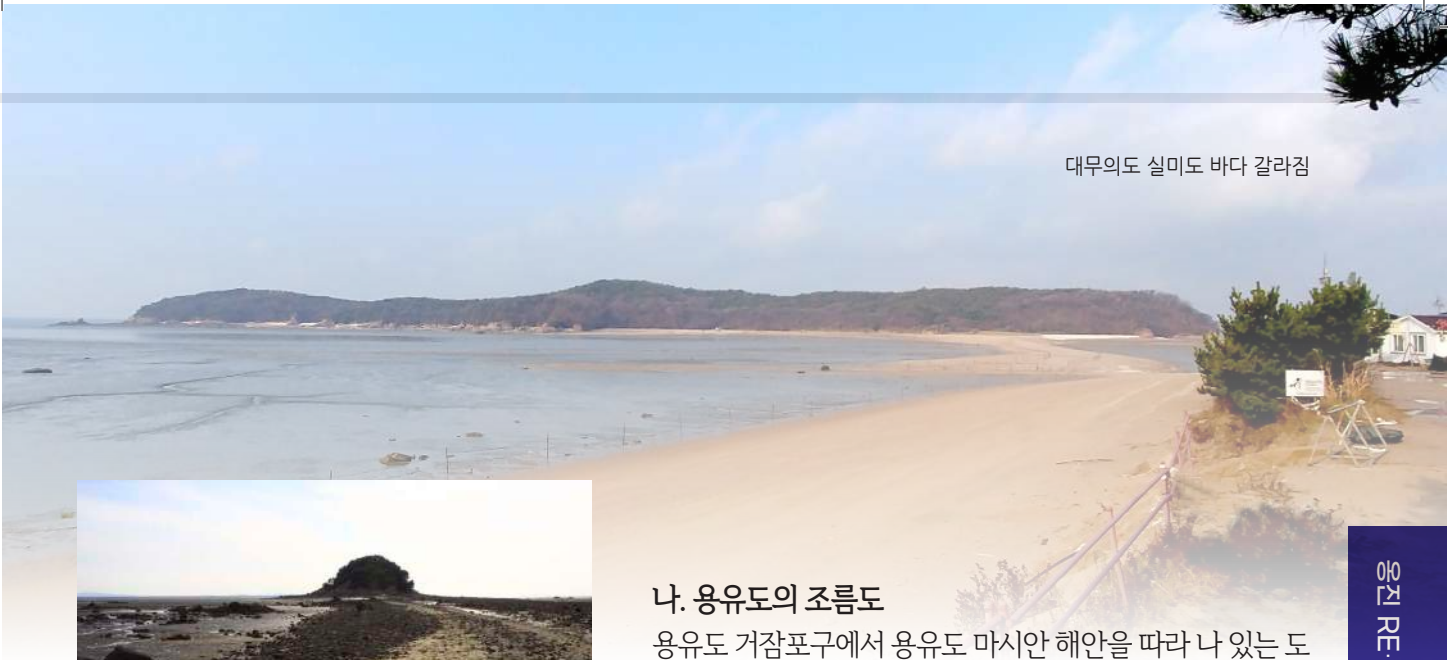 대무의도 실미도 바다 갈라짐
나. 용유도의 조름도
용유도 거잠포구에서 용유도 마시안 해안을 따라 나 있는 도
옹진 RE·